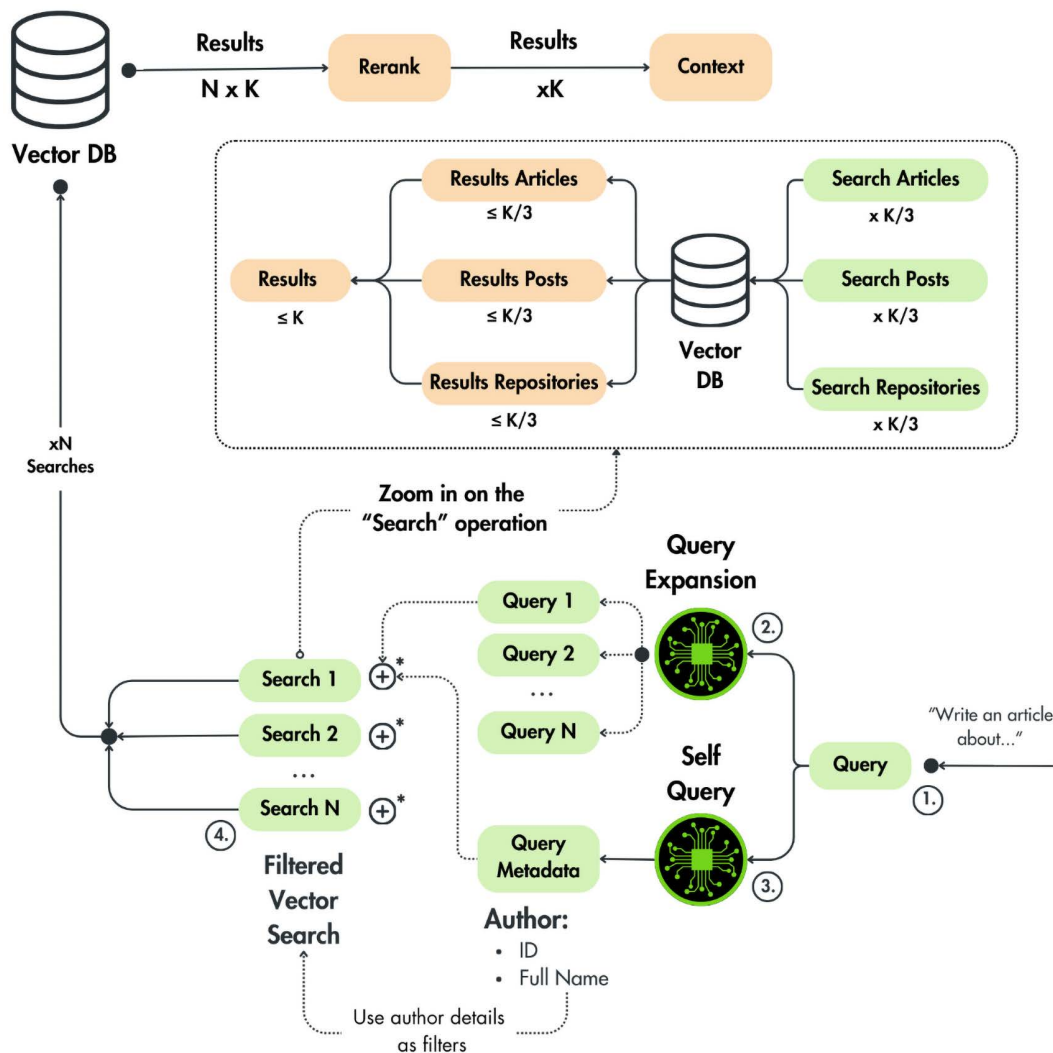 Results
N x K
Rerank
Results
xK
Context
Vector DB
Results Articles
≤ K/3
Search Articles
x K/3
Results
≤ K
Results Posts
≤ K/3
Vector
DB
Search Posts
x K/3
Results Repositories
≤ K/3
Search Repositories
x K/3
xN
Searches
Zoom in on the
“Search” operation
Query
Expansion
2.
Query 1
Query 2
...
Query N
Search 1
+*
Search 2
+*
...
Search N
+*
4.
Filtered
Vector
Search
“Write an article
about...“
Query
1.
Self
Query
3.
Query
Metadata
Author:
• ID
• Full Name
Use author details
as filters